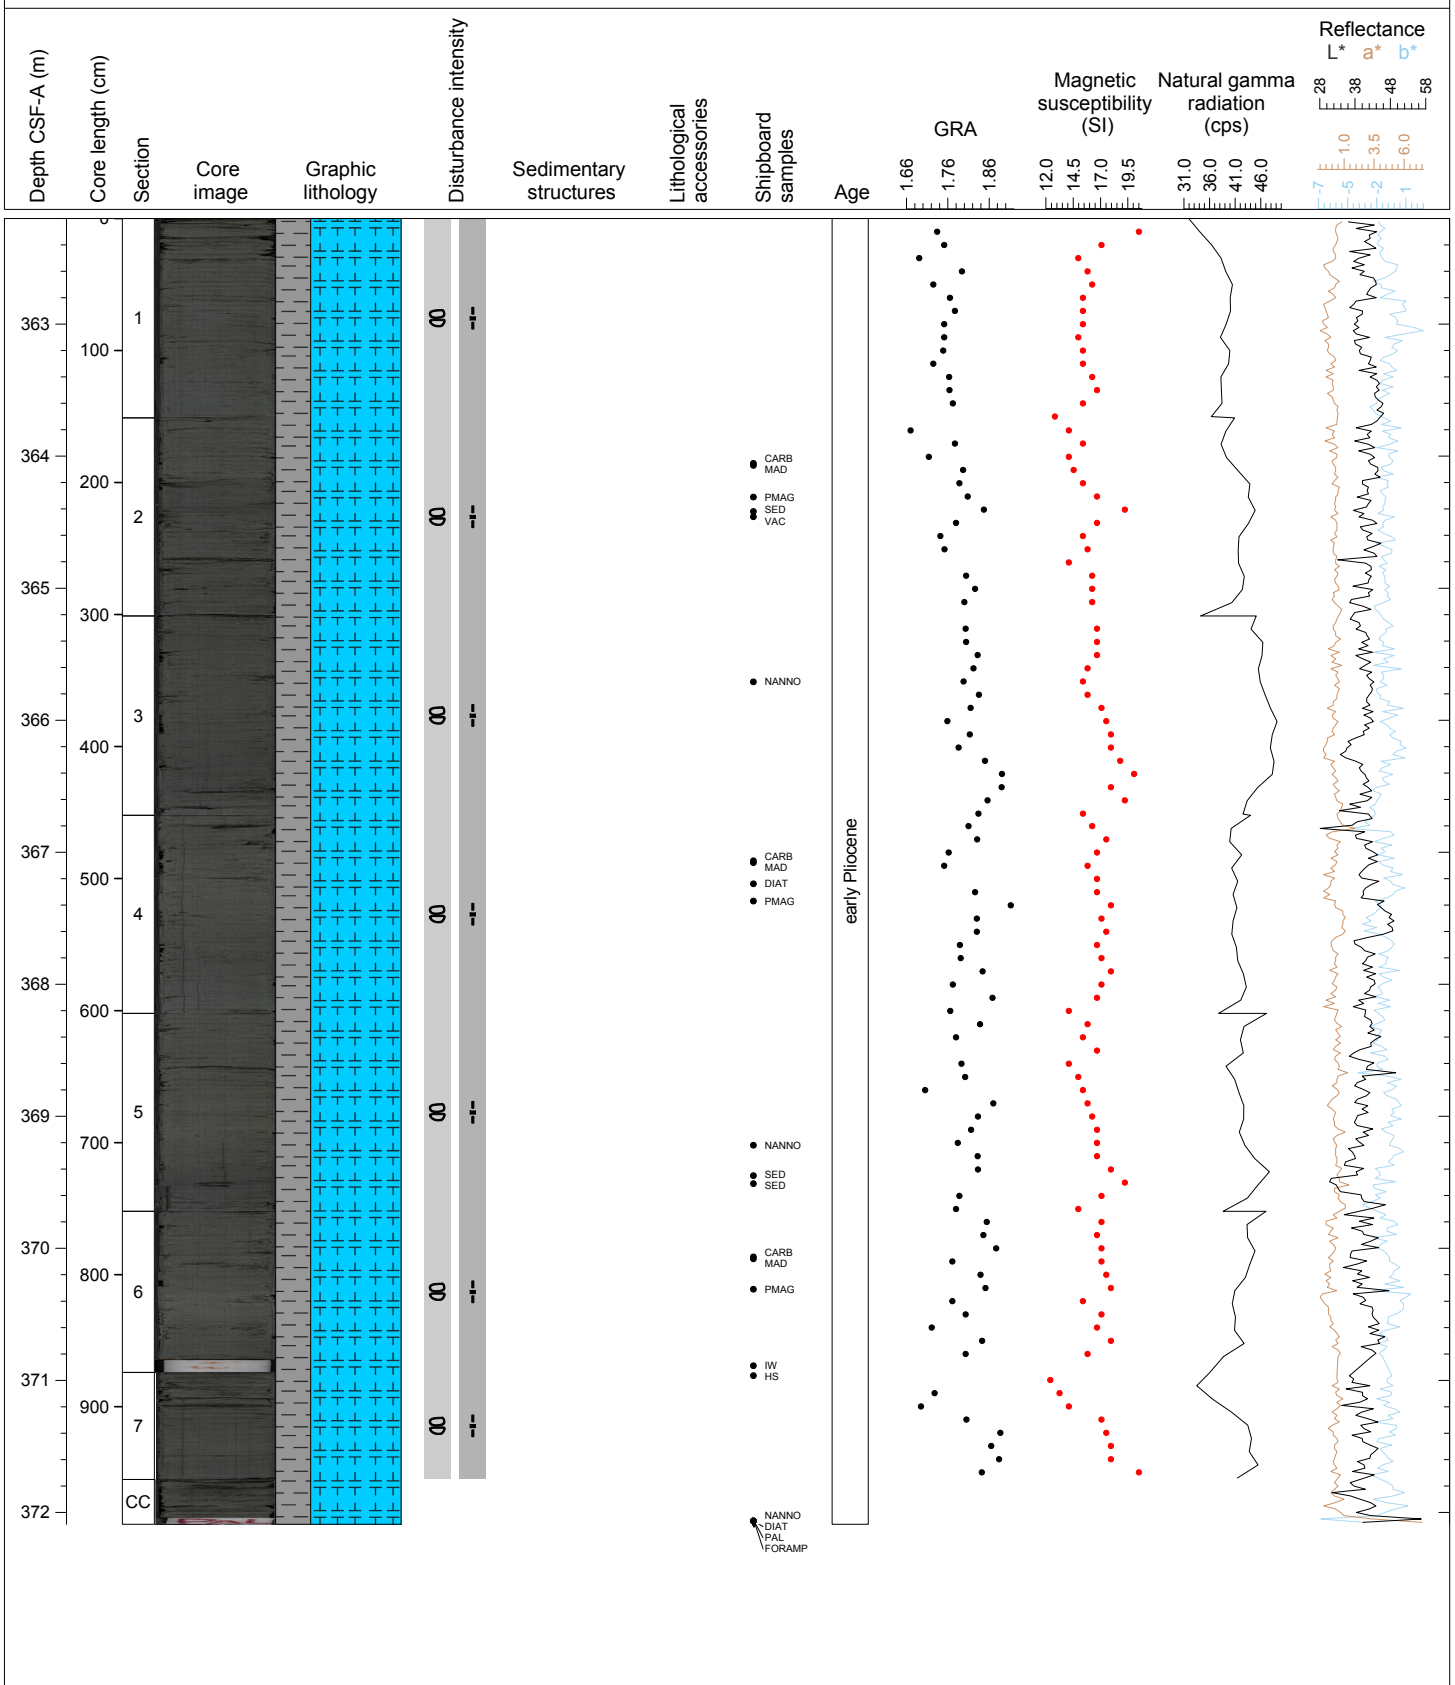 Depth CSF-A (m)
Core length (cm)
Section
Core
image
Graphic
lithology
Disturbance intensity
Sedimentary
structures
Lithological
accessories
Shipboard
samples
Age
GRA
1.66 1.76 1.86
Magnetic
susceptibility
(SI)
12.0 14.5 17.0 19.5
Natural gamma
radiation
(cps)
31.0 36.0 41.0 46.0
Reflectance
L* a* b*
28 38 48 58
1.0 3.5 6.0
-7 -5 -2 1
363
364
365
366
367
368
369
370
371
372
0
100
200
300
400
500
600
700
800
900
1
2
3
4
5
6
7
CC
CARB
MAD
PMAG
SED
VAC
NANNO
CARB
MAD
DIAT
PMAG
NANNO
SED
SED
CARB
MAD
PMAG
IW
HS
NANNO
DIAT
PAL
FORAMP
early Pliocene